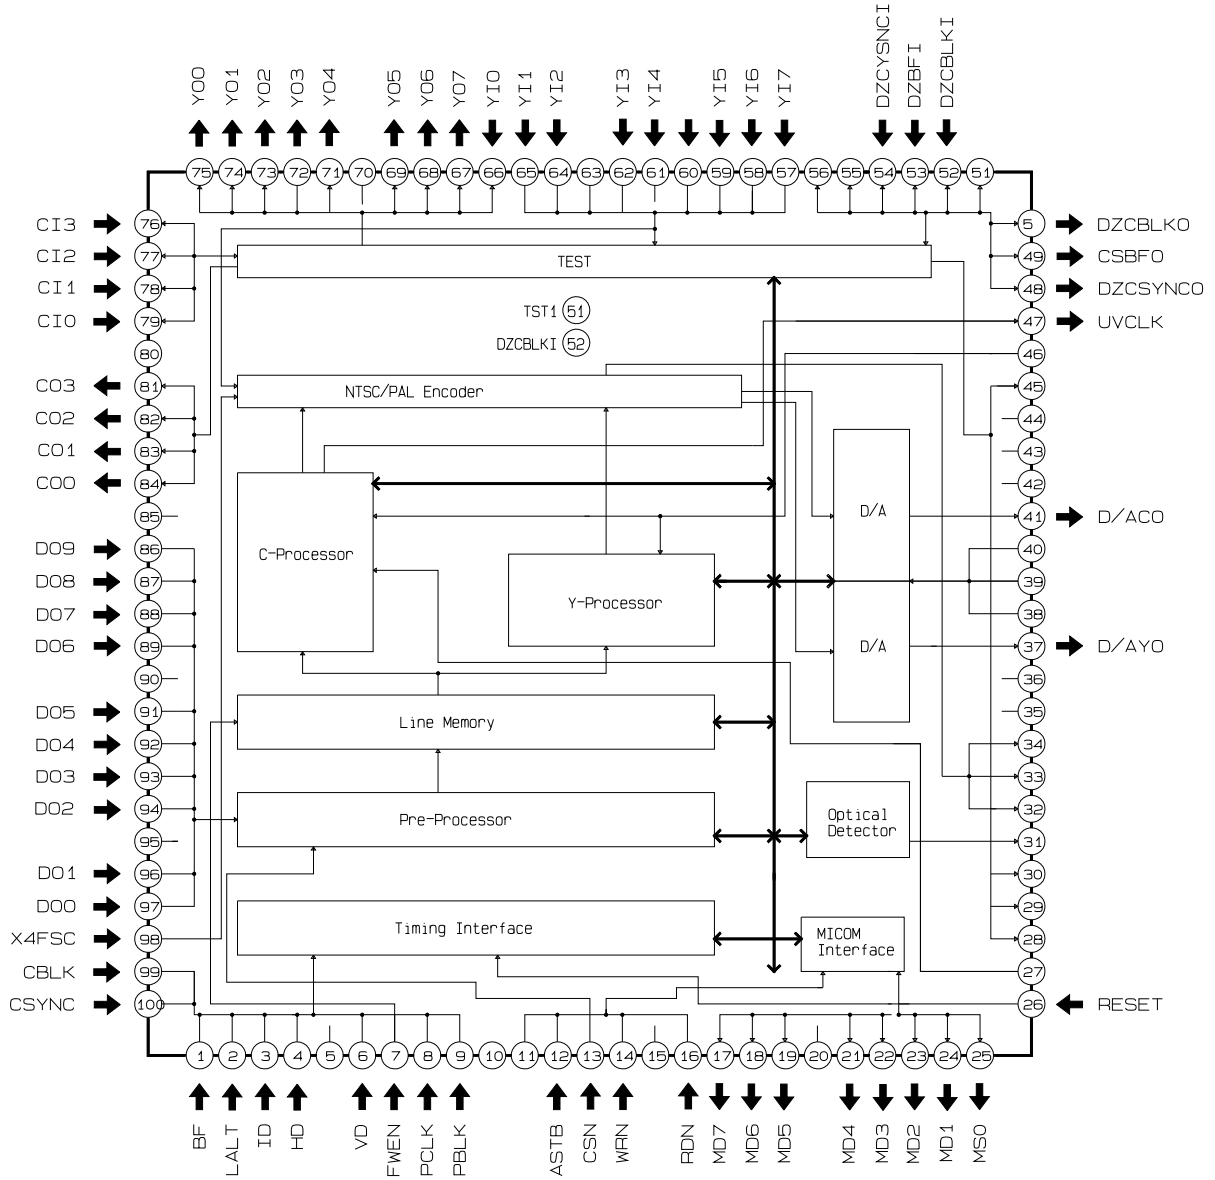 YO0 YO1 YO2 YO3 YO4 YO5 YO6 YO7 YI0 YI1 YI2 YI3 YI4 YI5 YI6 YI7 DZCYSNCI DZBFI DZCBLKI
75 74 73 72 71 70 69 68 67 66 65 64 63 62 61 60 59 58 57 56 55 54 53 52 51
CI3 76 5 DZCBLKO
CI2 77 49 CSBFO
TEST
CI1 78 48 DZCSYNCO
TST1 51
CI0 79 47 UVCLK
DZCBLKI 52
80 46
CO3 81 45
NTSC/PAL Encoder
CO2 82 44
CO1 83 43
CO0 84 42
85 D/A 41 D/ACO
DO9 86 40
C-Processor
DO8 87 39
Y-Processor
DO7 88 38
DO6 89 D/A 37 D/AYO
90 36
DO5 91 35
Line Memory
DO4 92 34
DO3 93 33
DO2 94 32
Pre-Processor
Optical
Detector
95 31
DO1 96 30
DO0 97 29
Timing Interface
MICOM
Interface
X4FSC 98 28
CBLK 99 27
CSYNC 100 26 RESET
1 2 3 4 5 6 7 8 9 10 11 12 13 14 15 16 17 18 19 20 21 22 23 24 25
BF LALT ID HD VD FWEN PCLK PBLK ASTB CSN WRN RDN MD7 MD6 MD5 MD4 MD3 MD2 MD1 MS0